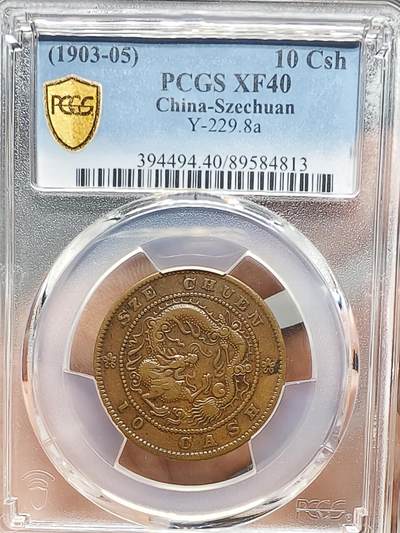 (1903-05) 10 Csh
PCGS XF40
China-Szechuan
Y-229.8a
PCGS
394494.40/89584813
SZE CHUEN
10 CASH
PCGS